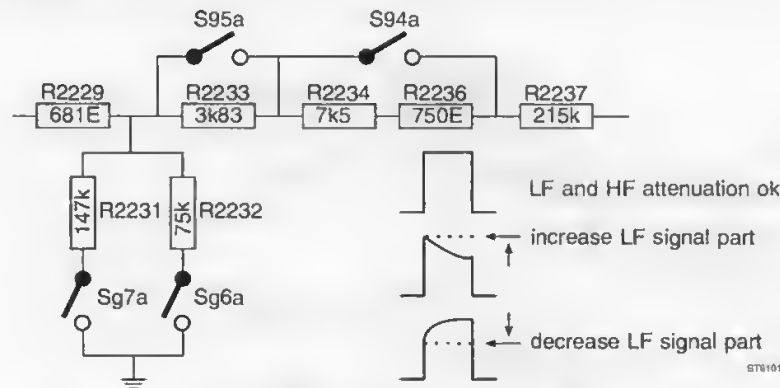 S95a
S94a
R2229
R2233
R2234
R2236
R2237
681E
3k83
7k5
750E
215k
147k
R2231
75k
R2232
Sg7a
Sg6a
LF and HF attenuation ok
increase LF signal part
decrease LF signal part
ST6101